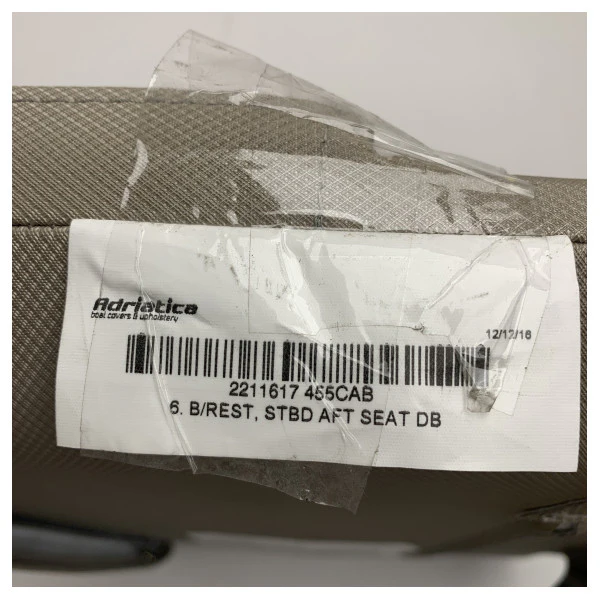 Adriatica
boat covers & upholstery
12/12/16
2211617 455CAB
6. B/REST, STBD AFT SEAT DB